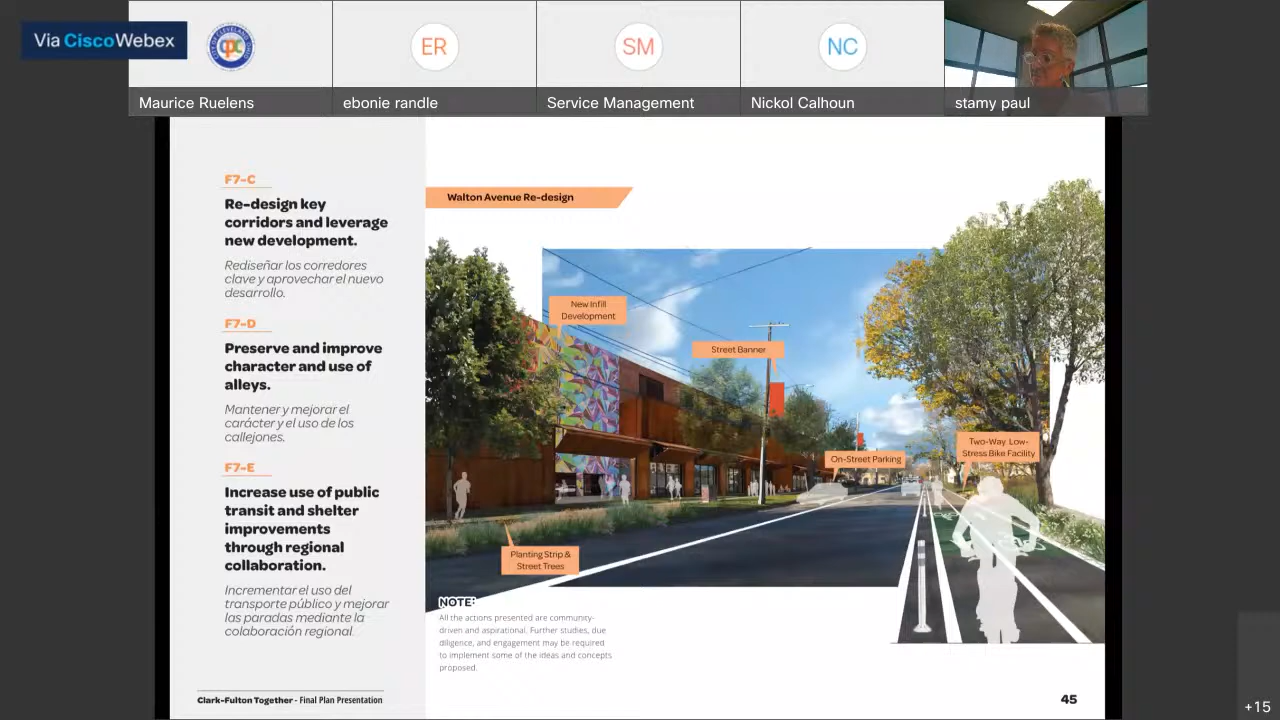 Via Cisco Webex
ER
SM
NC
Maurice Ruelens
ebonie randle
Service Management
Nickol Calhoun
stamy paul
F7-C
Re-design key
corridors and leverage
new development.
Rediseñar los corredores
clave y aprovechar el nuevo
desarrollo.
F7-D
Preserve and improve
character and use of
alleys.
Mantener y mejorar el
carácter y el uso de los
callejones.
F7-E
Increase use of public
transit and shelter
improvements
through regional
collaboration.
Incrementar el uso del
transporte público y mejorar
las paradas mediante la
colaboración regional.
Walton Avenue Re-design
New Infill
Development
Street Banner
On-Street Parking
Two-Way Low-
Stress Bike Facility
Planting Strip &
Street Trees
NOTE:
All the actions presented are community-
driven and aspirational. Further studies, due
diligence, and engagement may be required
to implement some of the ideas and concepts
proposed.
Clark-Fulton Together - Final Plan Presentation
45
+15